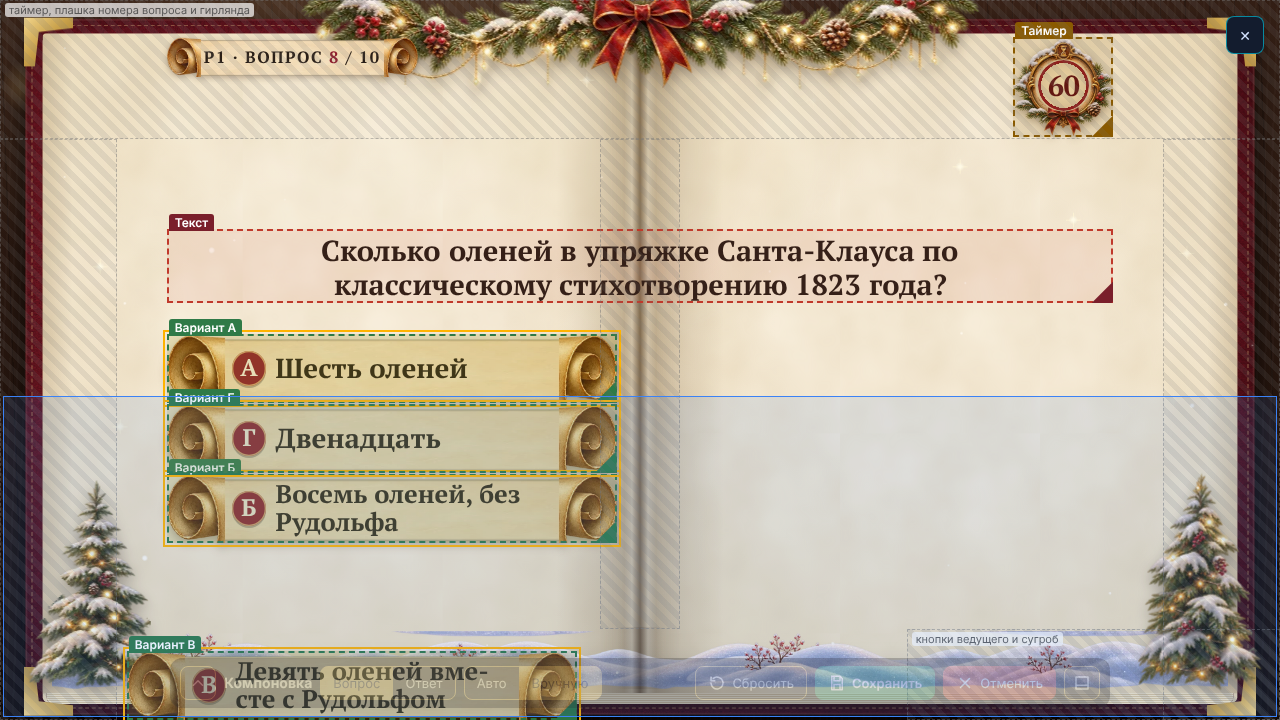 таймер, плашка номера вопроса и гирлянда
Р1 · ВОПРОС 8 / 10
Таймер
60
×
Текст
Сколько оленей в упряжке Санта-Клауса по
классическому стихотворению 1823 года?
Вариант А
А Шесть оленей
Вариант Г
Г Двенадцать
Вариант Б
Б Восемь оленей, без
Рудольфа
кнопки ведущего и сугроб
Вариант В
В Девять оленей вме-
сте с Рудольфом
Компоновка Вопрос Ответ Авто Вручную Сбросить Сохранить Отменить